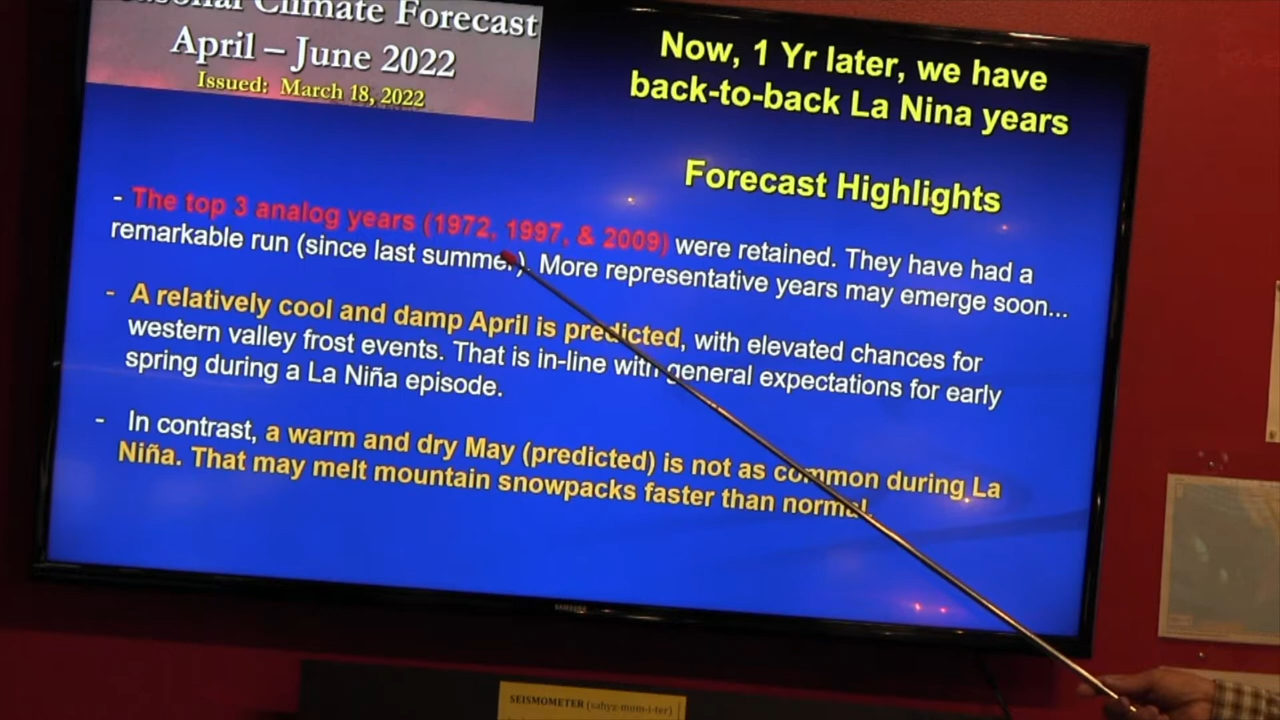 Climate Forecast
April – June 2022
Issued: March 18, 2022
Now, 1 Yr later, we have
back-to-back La Nina years
Forecast Highlights
- The top 3 analog years (1972, 1997, & 2009) were retained. They have had a
remarkable run (since last summer). More representative years may emerge soon...
- A relatively cool and damp April is predicted, with elevated chances for
western valley frost events. That is in-line with general expectations for early
spring during a La Niña episode.
- In contrast, a warm and dry May (predicted) is not as common during La
Niña. That may melt mountain snowpacks faster than normal.
SAMSUNG
SEISMOMETER (sahyz-mom-i-ter)